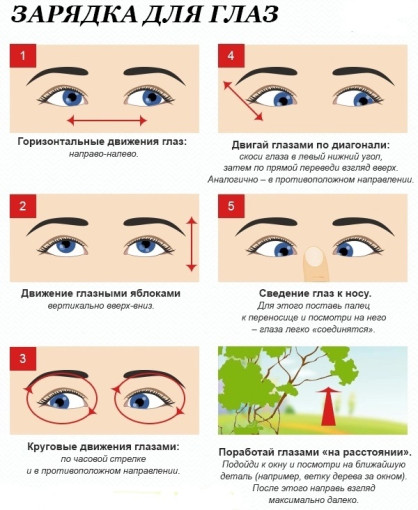 ЗАРЯДКА ДЛЯ ГЛАЗ
1
Горизонтальные движения глаз:
направо-налево.
2
Движение глазными яблоками
вертикально вверх-вниз.
3
Круговые движения глазами:
по часовой стрелке
и в противоположном направлении.
4
Двигай глазами по диагонали:
скоси глаза в левый нижний угол,
затем по прямой переведи взгляд вверх.
Аналогично – в противоположном направлении.
5
Сведение глаз к носу.
Для этого поставь палец
к переносице и посмотри на него
– глаза легко «соединятся».
Поработай глазами «на расстоянии».
Подойди к окну и посмотри на ближайшую
деталь (например, ветку дерева за окном).
После этого направь взгляд
максимально далеко.